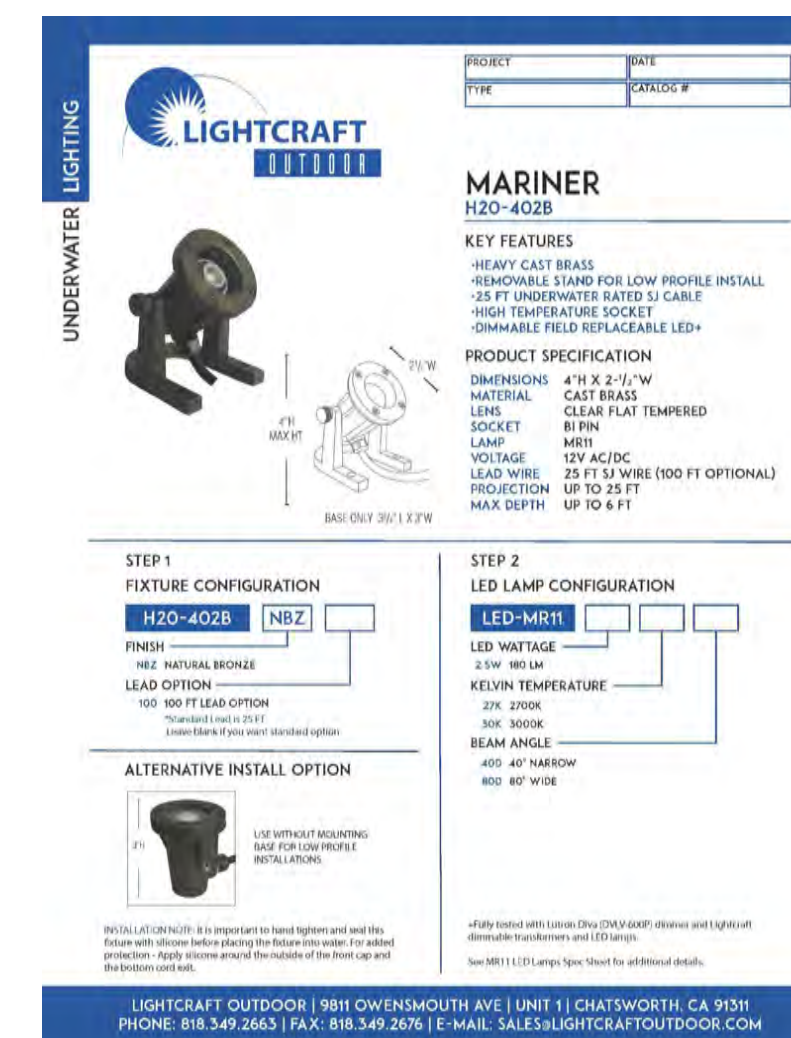 UNDERWATER LIGHTING
LIGHTCRAFT
OUTDOOR
PROJECT
DATE
TYPE
CATALOG #
MARINER
H20-402B
KEY FEATURES
•HEAVY CAST BRASS
•REMOVABLE STAND FOR LOW PROFILE INSTALL
•25 FT UNDERWATER RATED SJ CABLE
•HIGH TEMPERATURE SOCKET
•DIMMABLE FIELD REPLACEABLE LED+
PRODUCT SPECIFICATION
DIMENSIONS 4"H X 2-1/2"W
MATERIAL CAST BRASS
LENS CLEAR FLAT TEMPERED
SOCKET BI PIN
LAMP MR11
VOLTAGE 12V AC/DC
LEAD WIRE 25 FT SJ WIRE (100 FT OPTIONAL)
PROJECTION UP TO 25 FT
MAX DEPTH UP TO 6 FT
2½"W
4"H
MAX HT
BASE ONLY L X 3"W
STEP 1
FIXTURE CONFIGURATION
H20-402B NBZ
FINISH
NBZ NATURAL BRONZE
LEAD OPTION
100 100 FT LEAD OPTION
*Standard Lead is 25 FT
Leave blank if you want standard option
ALTERNATIVE INSTALL OPTION
3"H
USE WITHOUT MOUNTING
BASE FOR LOW PROFILE
INSTALLATIONS
INSTALLATION NOTE: It is important to hand tighten and seal this
fixture with silicone before placing the fixture into water. For added
protection - Apply silicone around the outside of the front cap and
the bottom cord exit.
STEP 2
LED LAMP CONFIGURATION
LED-MR11
LED WATTAGE
2.5W 180 LM
KELVIN TEMPERATURE
27K 2700K
30K 3000K
BEAM ANGLE
40D 40° NARROW
80D 80° WIDE
+Fully tested with Lutron Diva (DVLV-600P) dimmer and Lightcraft
dimmable transformers and LED lamps.
See MR11 LED Lamps Spec Sheet for additional details.
LIGHTCRAFT OUTDOOR | 9811 OWENSMOUTH AVE | UNIT 1 | CHATSWORTH, CA 91311
PHONE: 818.349.2663 | FAX: 818.349.2676 | E-MAIL: SALES@LIGHTCRAFTOUTDOOR.COM